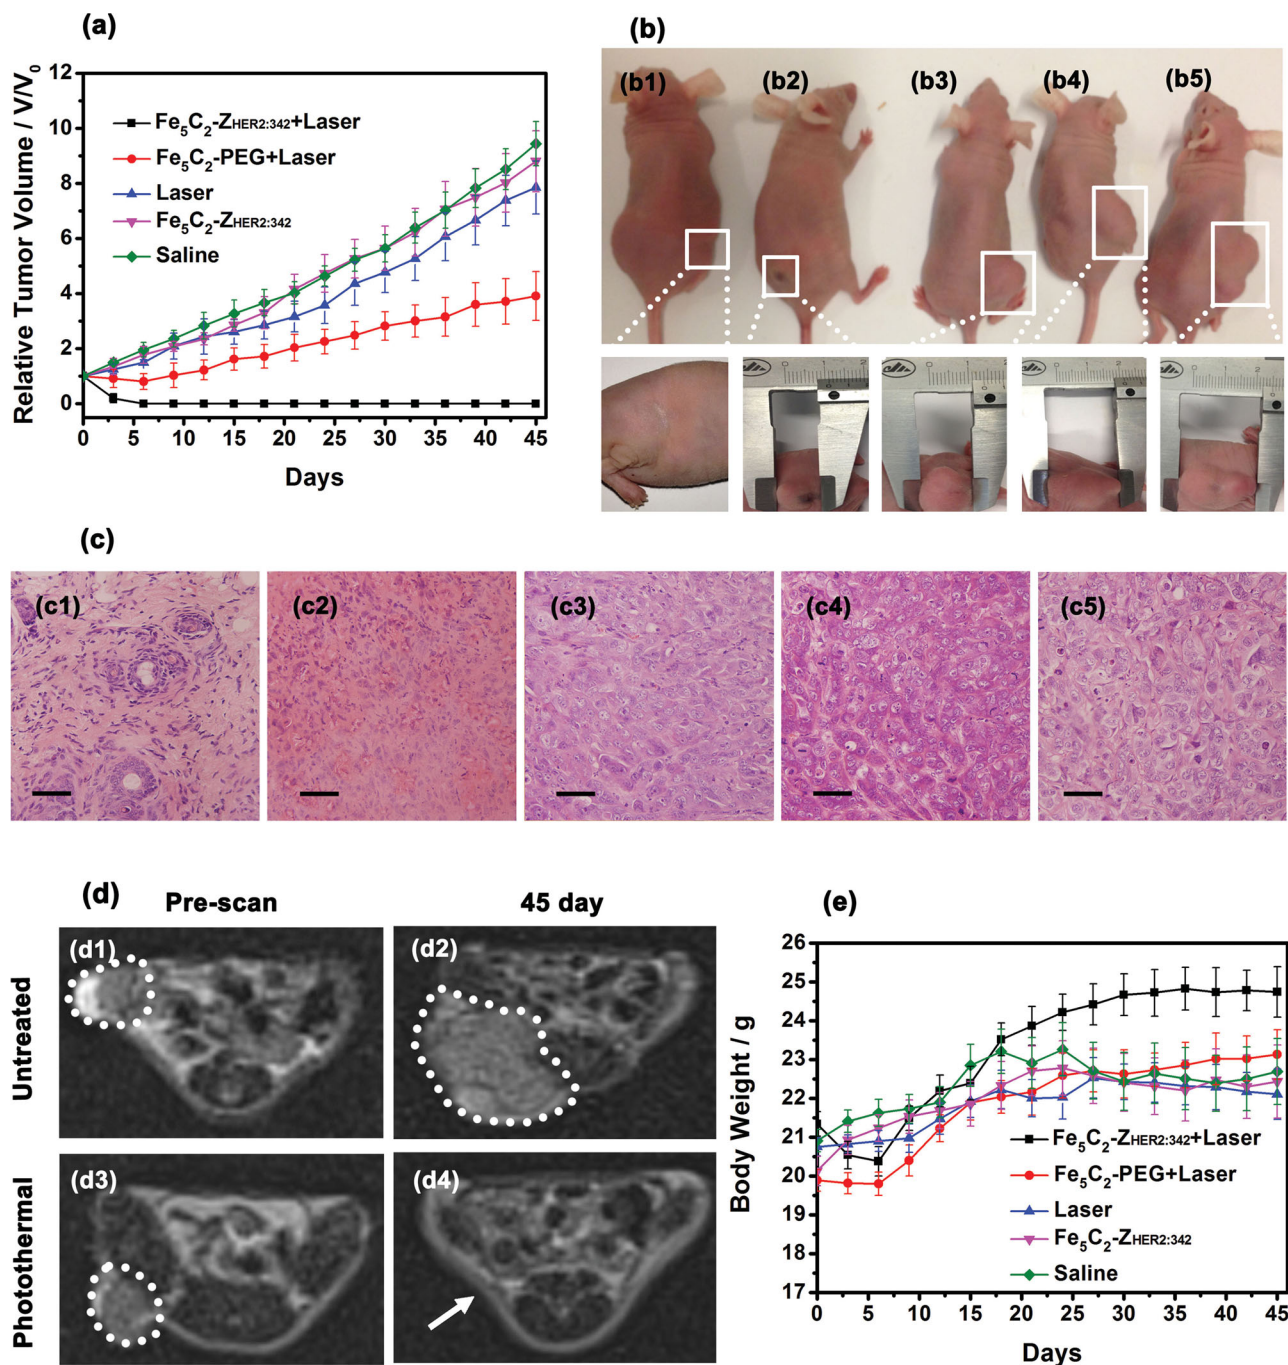 (a)
Relative Tumor Volume / V/V₀
12
10
8
6
4
2
0
Fe₅C₂-Z_HER2:342+Laser
Fe₅C₂-PEG+Laser
Laser
Fe₅C₂-Z_HER2:342
Saline
0 5 10 15 20 25 30 35 40 45
Days
(b)
(b1) (b2) (b3) (b4) (b5)
(c)
(c1) (c2) (c3) (c4) (c5)
(d)
Pre-scan 45 day
Untreated
(d1) (d2)
Photothermal
(d3) (d4)
(e)
Body Weight / g
26
25
24
23
22
21
20
19
18
17
Fe₅C₂-Z_HER2:342+Laser
Fe₅C₂-PEG+Laser
Laser
Fe₅C₂-Z_HER2:342
Saline
0 5 10 15 20 25 30 35 40 45
Days